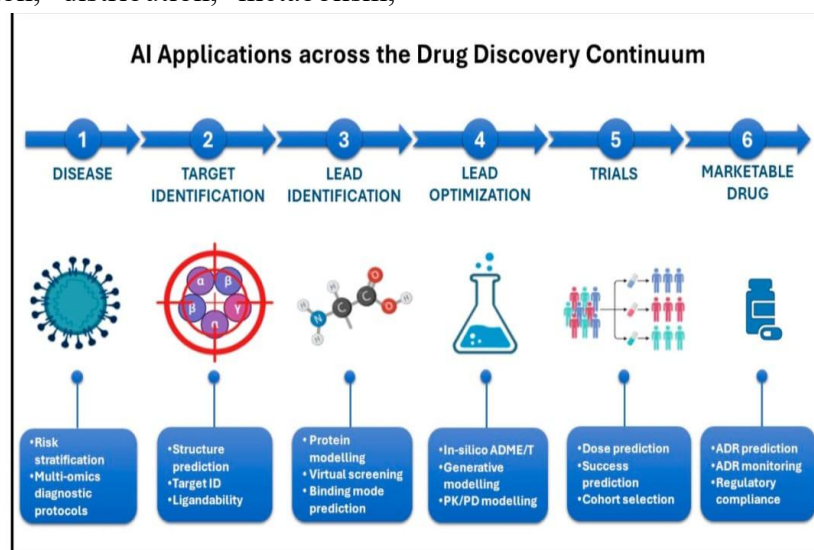 on, distribution, metabolism,
AI Applications across the Drug Discovery Continuum
1
2
3
4
5
6
DISEASE
TARGET
IDENTIFICATION
LEAD
IDENTIFICATION
LEAD
OPTIMIZATION
TRIALS
MARKETABLE
DRUG
α
β
β
γ
α
H
N
H
H
C
C
O
O
H
•Risk
stratification
•Multi-omics
diagnostic
protocols
•Structure
prediction
•Target ID
•Ligandability
•Protein
modelling
•Virtual screening
•Binding mode
prediction
•In-silico ADME/T
•Generative
modelling
•PK/PD modelling
•Dose prediction
•Success
prediction
•Cohort selection
•ADR prediction
•ADR monitoring
•Regulatory
compliance